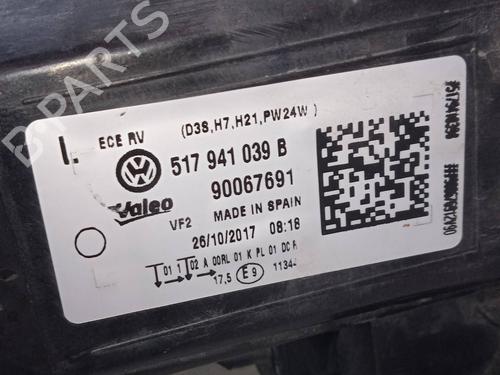 B PARTS
L
ECE RV
(D3S,H7,H21,PW24W)
517 941 039 B
Valeo
90067691
VF2
MADE IN SPAIN
26/10/2017 08:18
01 1 02 A 00RL 01 K PL 01 DC R
17,5 E9 1134